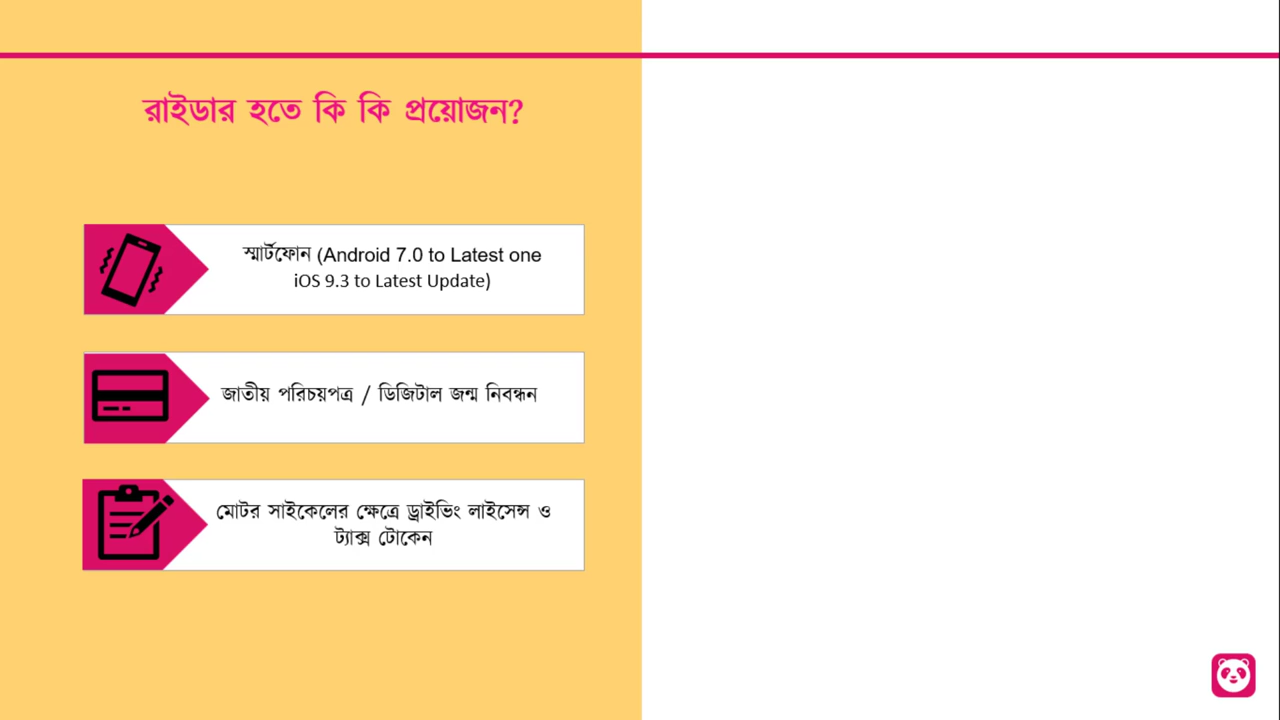 রাইডার হতে কি কি প্রয়োজন?
স্মার্টফোন (Android 7.0 to Latest one
iOS 9.3 to Latest Update)
জাতীয় পরিচয়পত্র / ডিজিটাল জন্ম নিবন্ধন
মোটর সাইকেলের ক্ষেত্রে ড্রাইভিং লাইসেন্স ও
ট্যাক্স টোকেন